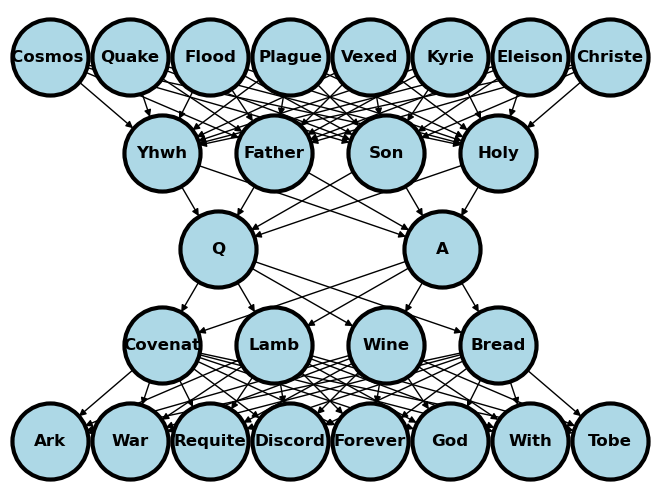 Cosmos Quake Flood Plague Vexed Kyrie Eleison Christe
Yhwh Father Son Holy
Q A
Covenat Lamb Wine Bread
Ark War Requite Discord Forever God With Tobe